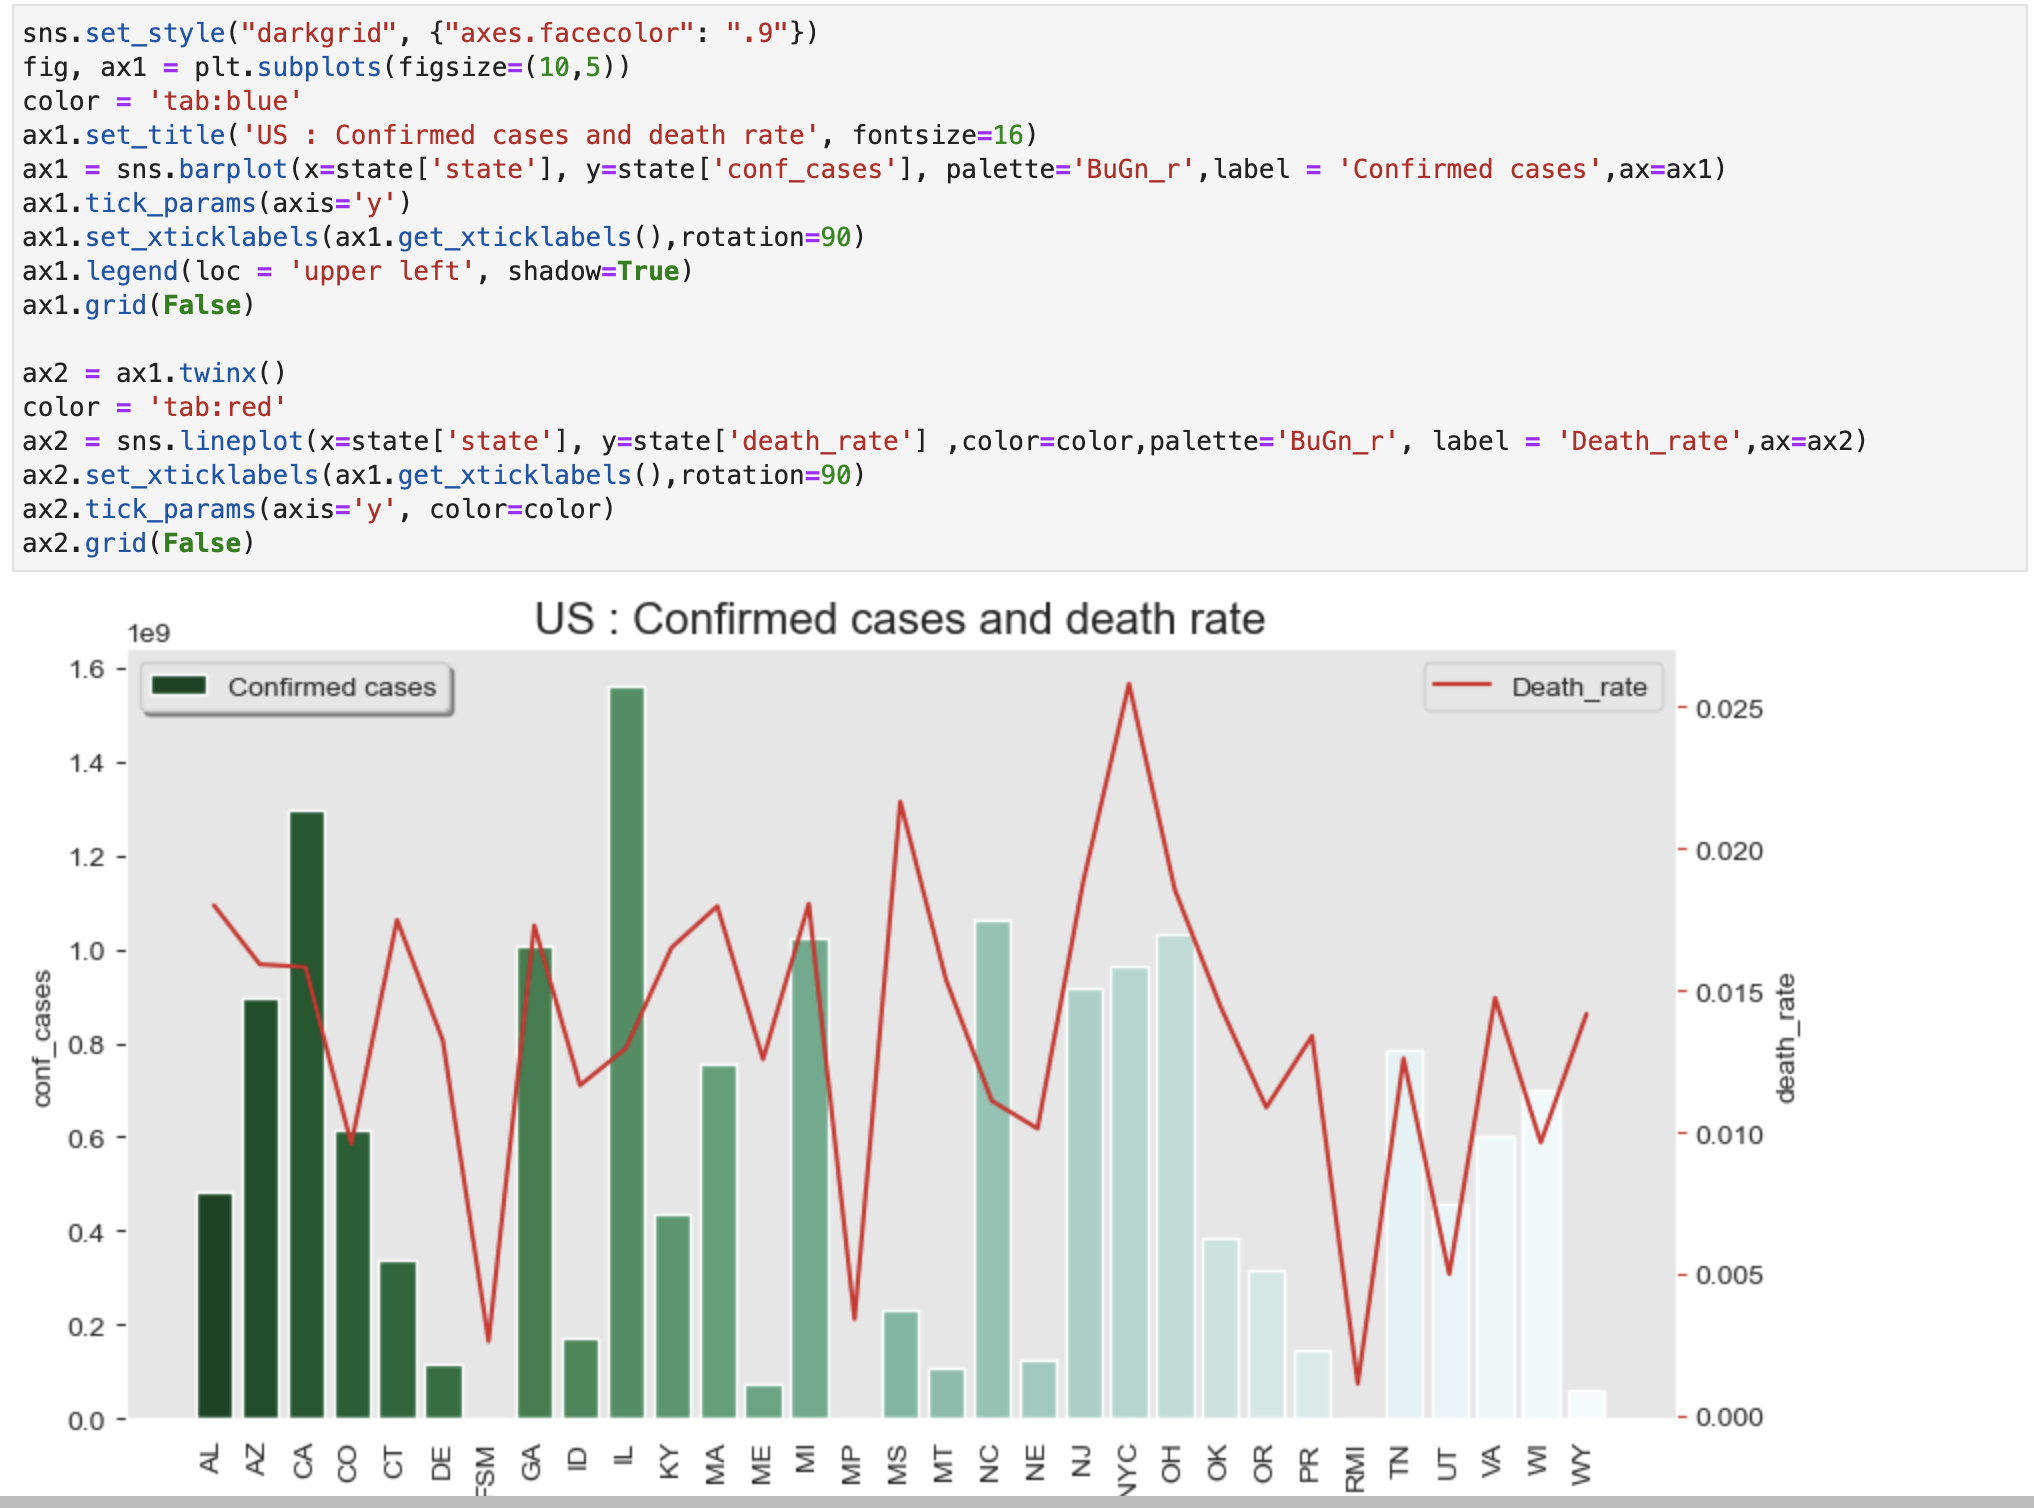 sns.set_style("darkgrid", {"axes.facecolor": ".9"})
fig, ax1 = plt.subplots(figsize=(10,5))
color = 'tab:blue'
ax1.set_title('US : Confirmed cases and death rate', fontsize=16)
ax1 = sns.barplot(x=state['state'], y=state['conf_cases'], palette='BuGn_r',label = 'Confirmed cases',ax=ax1)
ax1.tick_params(axis='y')
ax1.set_xticklabels(ax1.get_xticklabels(),rotation=90)
ax1.legend(loc = 'upper left', shadow=True)
ax1.grid(False)
ax2 = ax1.twinx()
color = 'tab:red'
ax2 = sns.lineplot(x=state['state'], y=state['death_rate'] ,color=color,palette='BuGn_r', label = 'Death_rate',ax=ax2)
ax2.set_xticklabels(ax1.get_xticklabels(),rotation=90)
ax2.tick_params(axis='y', color=color)
ax2.grid(False)
US : Confirmed cases and death rate
1e9
1.6
1.4
1.2
1.0
0.8
0.6
0.4
0.2
0.0
conf_cases
Confirmed cases
Death_rate
0.025
0.020
0.015
0.010
0.005
0.000
death_rate
AL
AZ
CA
CO
CT
DE
FSM
GA
ID
IL
KY
MA
ME
MI
MP
MS
MT
NC
NE
NJ
NYC
OH
OK
OR
PR
RMI
TN
UT
VA
WI
WY